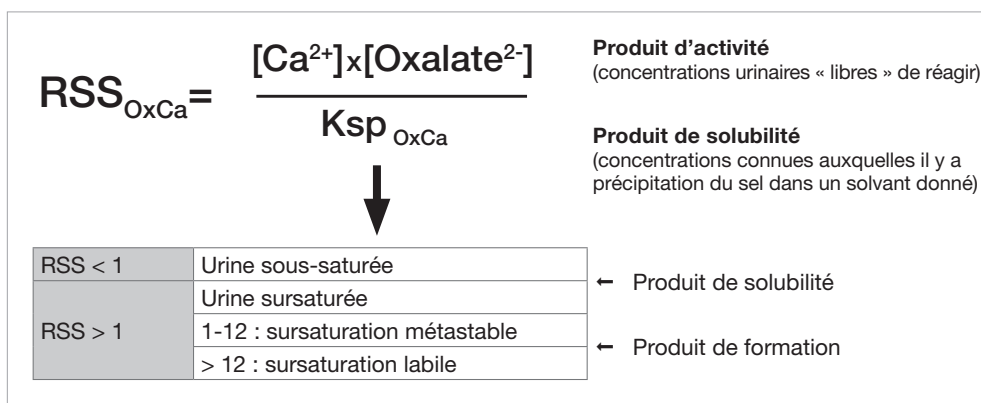 RSS OxCa = [Ca²⁺]x[Oxalate²⁻]
Ksp OxCa
Produit d'activité
(concentrations urinaires « libres » de réagir)
Produit de solubilité
(concentrations connues auxquelles il y a
précipitation du sel dans un solvant donné)
RSS < 1 Urine sous-saturée
← Produit de solubilité
Urine sursaturée
RSS > 1 1-12 : sursaturation métastable
← Produit de formation
> 12 : sursaturation labile